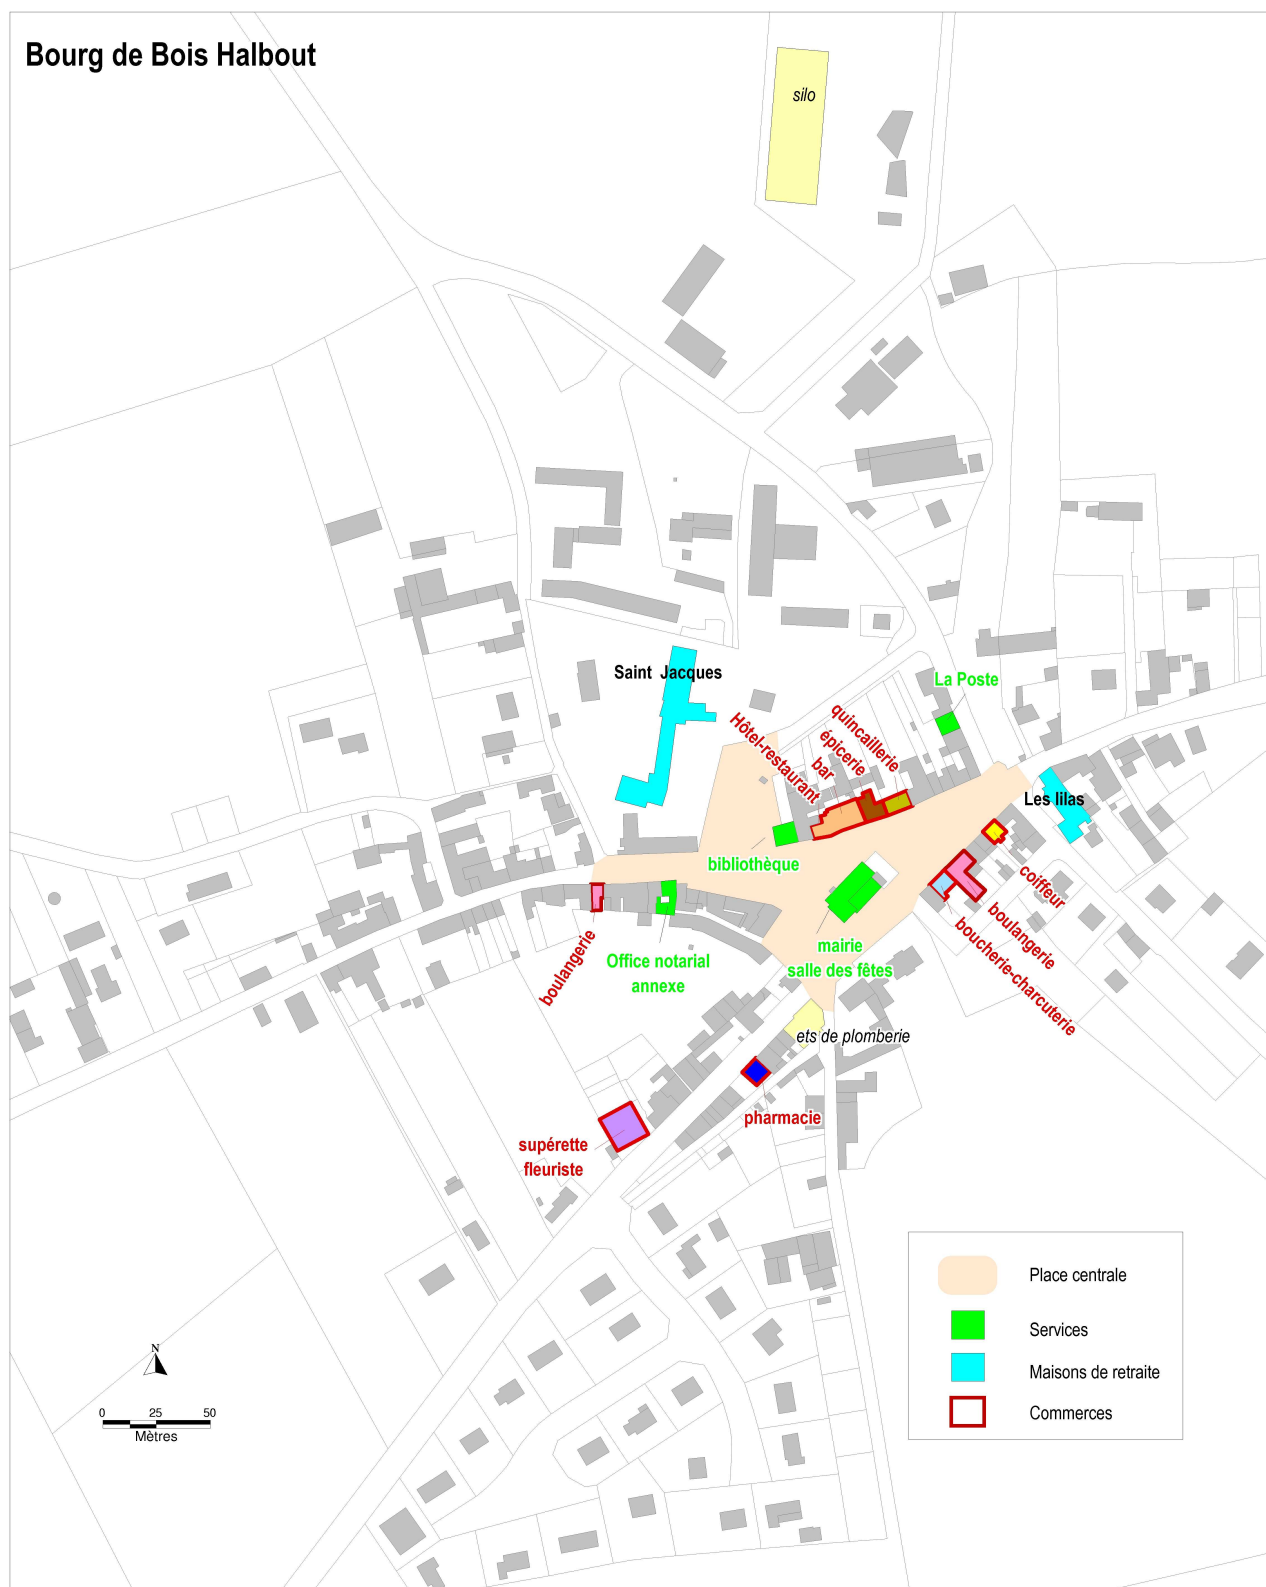 Bourg de Bois Halbout
silo
Saint Jacques
La Poste
Hôtel-restaurant
bar
épicerie
quincaillerie
Les lilas
bibliothèque
coiffeur
boulangerie
boucherie-charcuterie
mairie
salle des fêtes
boulangerie
Office notarial
annexe
ets de plomberie
pharmacie
supérette
fleuriste
Place centrale
Services
Maisons de retraite
Commerces
N
0 25 50
Mètres